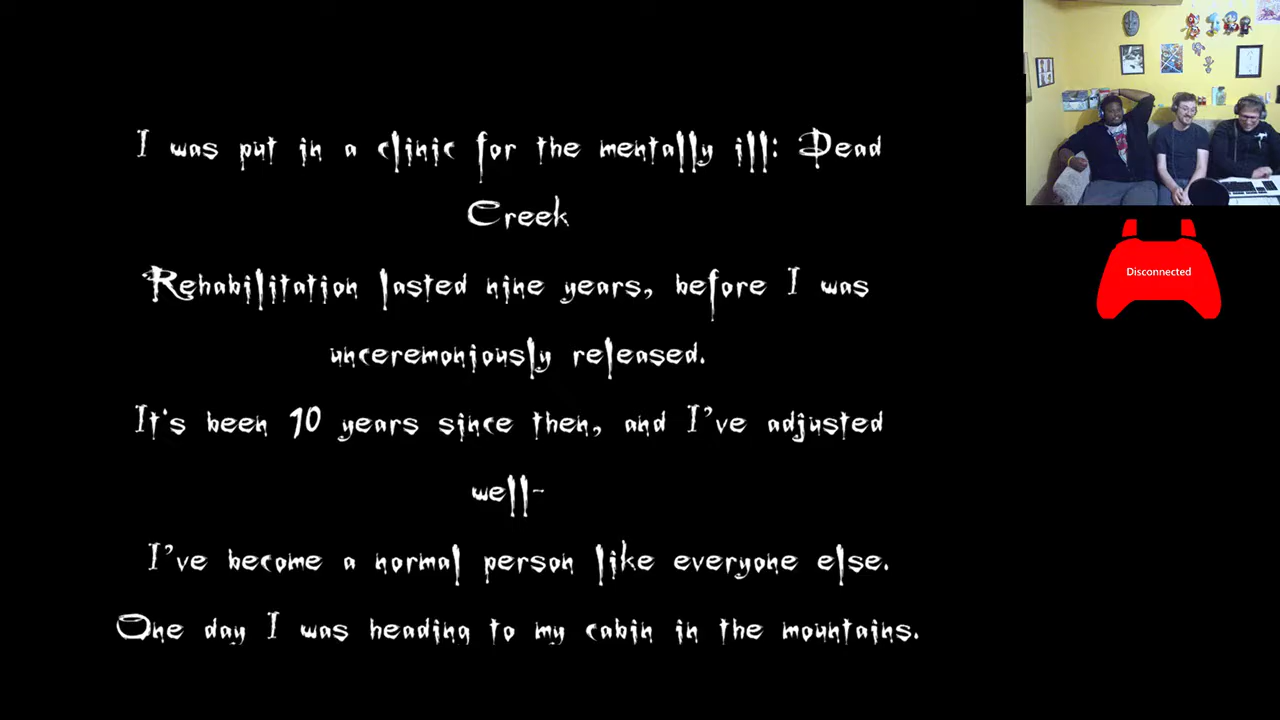 I was put in a clinic for the mentally ill: Dead
Creek
Rehabilitation lasted nine years, before I was
unceremoniously released.
It's been 10 years since then, and I've adjusted
well-
I've become a normal person like everyone else.
One day I was heading to my cabin in the mountains.
Disconnected